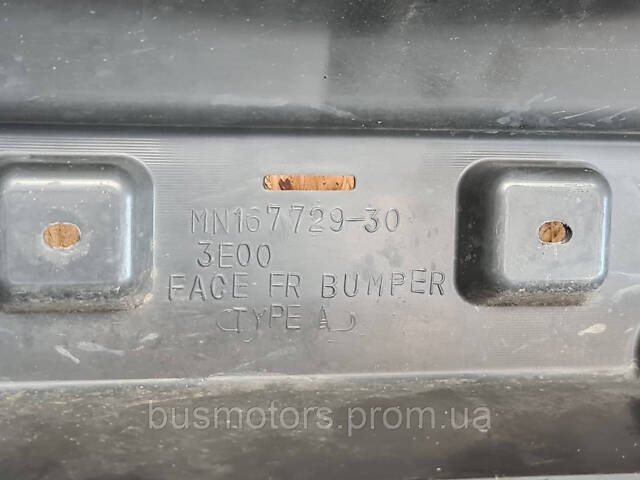 MN167729-30
3E00
FACE FR BUMPER
(TYPE A)
busmotors.prom.ua